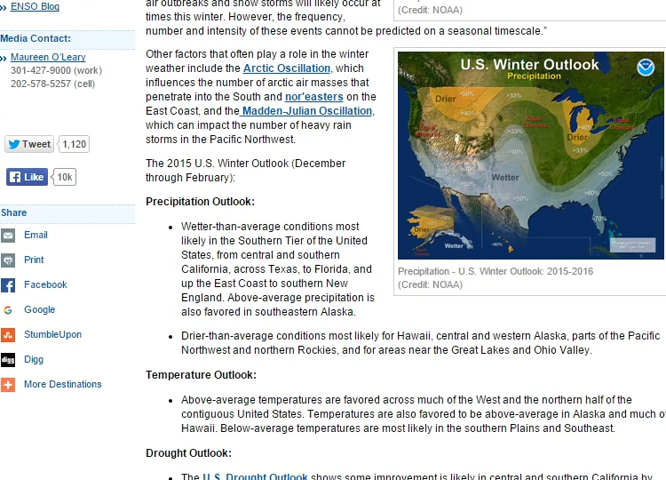 ENSO Blog
Media Contact:
Maureen O'Leary
301-427-9000 (work)
202-578-5257 (cell)
Tweet
1,120
Like
10k
Share
Email
Print
Facebook
Google
StumbleUpon
Digg
More Destinations
air outbreaks and snow storms will likely occur at
times this winter. However, the frequency,
number and intensity of these events cannot be predicted on a seasonal timescale."
Other factors that often play a role in the winter
weather include the Arctic Oscillation, which
influences the number of arctic air masses that
penetrate into the South and nor'easters on the
East Coast, and the Madden-Julian Oscillation,
which can impact the number of heavy rain
storms in the Pacific Northwest.
The 2015 U.S. Winter Outlook (December
through February):
Precipitation Outlook:
• Wetter-than-average conditions most
likely in the Southern Tier of the United
States, from central and southern
California, across Texas, to Florida, and
up the East Coast to southern New
England. Above-average precipitation is
also favored in southeastern Alaska.
• Drier-than-average conditions most likely for Hawaii, central and western Alaska, parts of the Pacific
Northwest and northern Rockies, and for areas near the Great Lakes and Ohio Valley.
Temperature Outlook:
• Above-average temperatures are favored across much of the West and the northern half of the
contiguous United States. Temperatures are also favored to be above-average in Alaska and much of
Hawaii. Below-average temperatures are most likely in the southern Plains and Southeast.
Drought Outlook:
• The U.S. Drought Outlook shows some improvement is likely in central and southern California by
(Credit: NOAA)
U.S. Winter Outlook
Precipitation
Drier
Drier
Wetter
Drier
Wetter
Precipitation - U.S. Winter Outlook: 2015-2016
(Credit: NOAA)